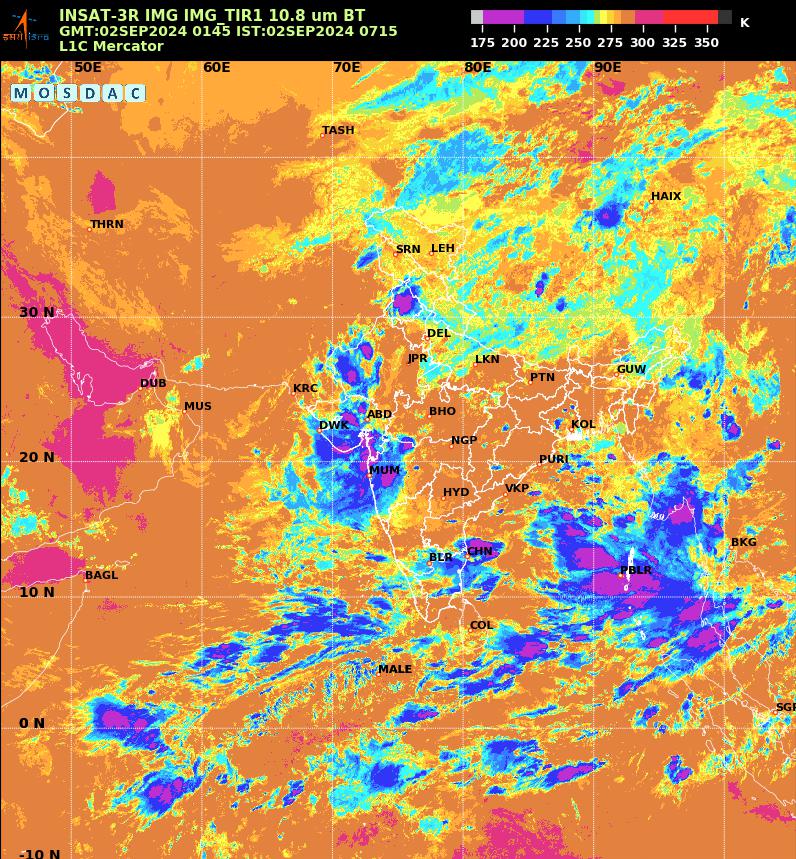 INSAT-3R IMG IMG_TIR1 10.8 um BT
GMT:02SEP2024 0145 IST:02SEP2024 0715
L1C Mercator
K
175 200 225 250 275 300 325 350
50E 60E 70E 80E 90E
MOSDAC
TASH
HAIX
THRN
SRN LEH
30 N
DEL
JPR LKN
GUW
PTN
DUB KRC
MUS
ABD BHO
DWK KOL
NGP
20 N PURI
MUM
HYD VKP
BKG
BLR CHN
PBLR
BAGL
10 N
COL
MALE
SGP
0 N
-10 N